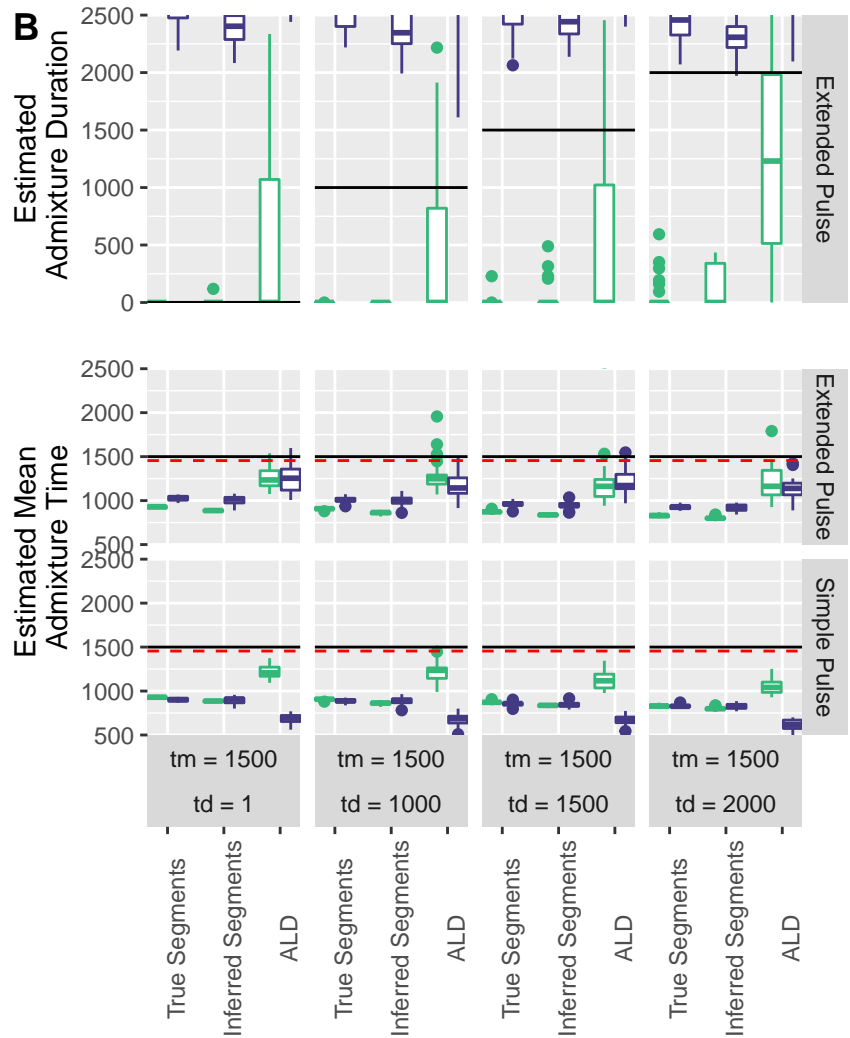 B
Estimated
Admixture Duration
2500
2000
1500
1000
500
0
Extended Pulse
Estimated Mean
Admixture Time
2500
2000
1500
1000
500
Extended Pulse
2500
2000
1500
1000
500
Simple Pulse
tm = 1500
td = 1
tm = 1500
td = 1000
tm = 1500
td = 1500
tm = 1500
td = 2000
True Segments
Inferred Segments
ALD
True Segments
Inferred Segments
ALD
True Segments
Inferred Segments
ALD
True Segments
Inferred Segments
ALD